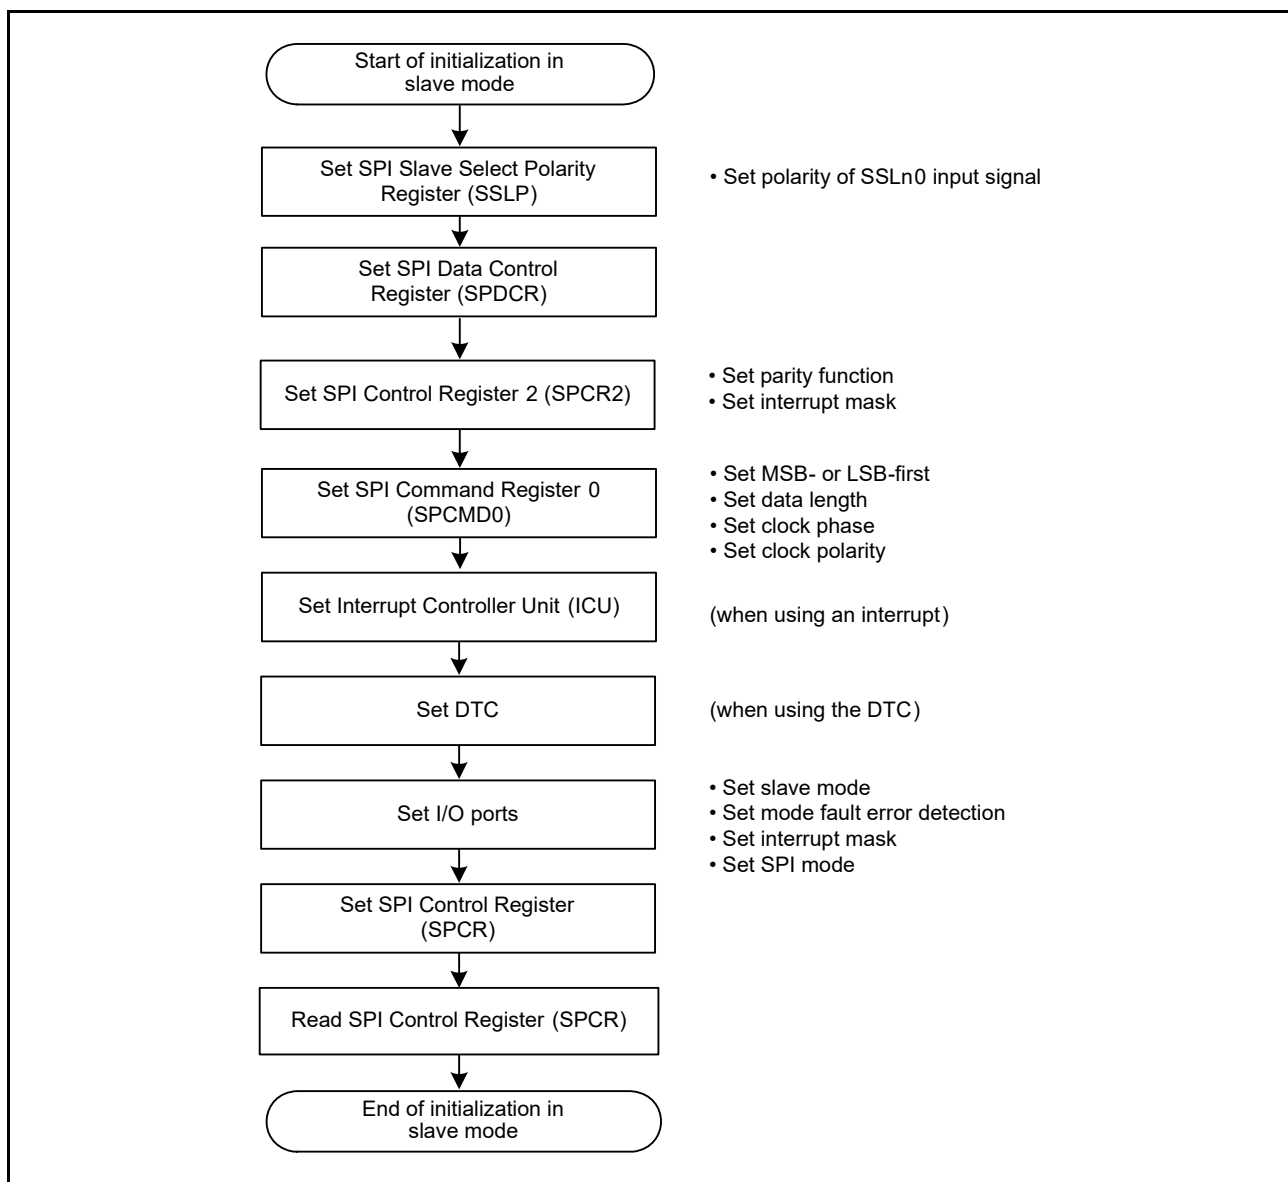 Start of initialization in
slave mode
Set SPI Slave Select Polarity
Register (SSLP)
• Set polarity of SSLn0 input signal
Set SPI Data Control
Register (SPDCR)
Set SPI Control Register 2 (SPCR2)
• Set parity function
• Set interrupt mask
Set SPI Command Register 0
(SPCMD0)
• Set MSB- or LSB-first
• Set data length
• Set clock phase
• Set clock polarity
Set Interrupt Controller Unit (ICU)
(when using an interrupt)
Set DTC
(when using the DTC)
Set I/O ports
• Set slave mode
• Set mode fault error detection
• Set interrupt mask
• Set SPI mode
Set SPI Control Register
(SPCR)
Read SPI Control Register (SPCR)
End of initialization in
slave mode